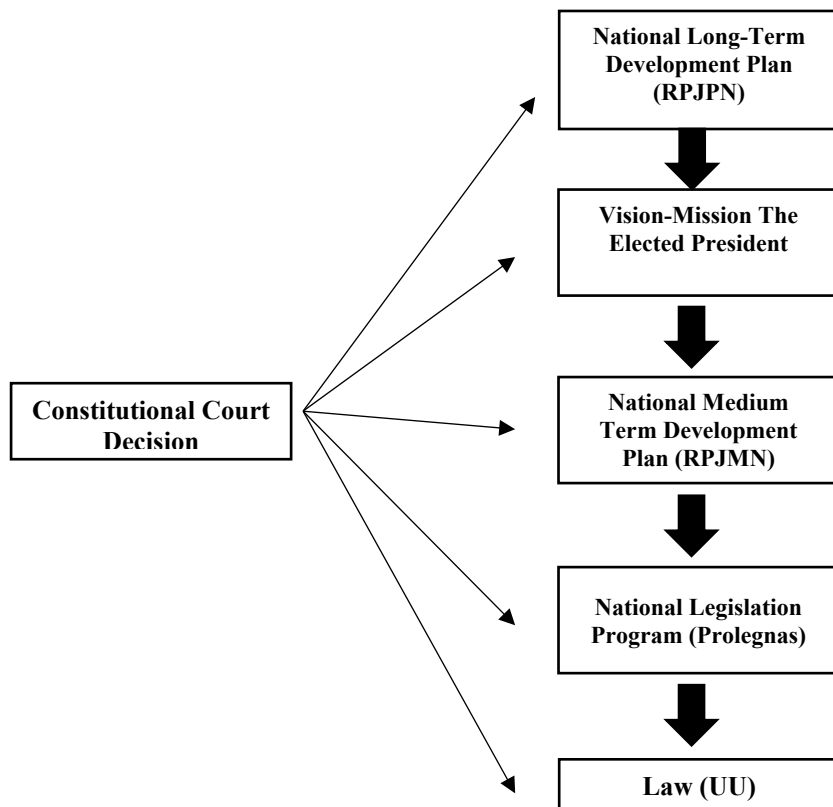 National Long-Term
Development Plan
(RPJPN)
Vision-Mission The
Elected President
Constitutional Court
Decision
National Medium
Term Development
Plan (RPJMN)
National Legislation
Program (Prolegnas)
Law (UU)